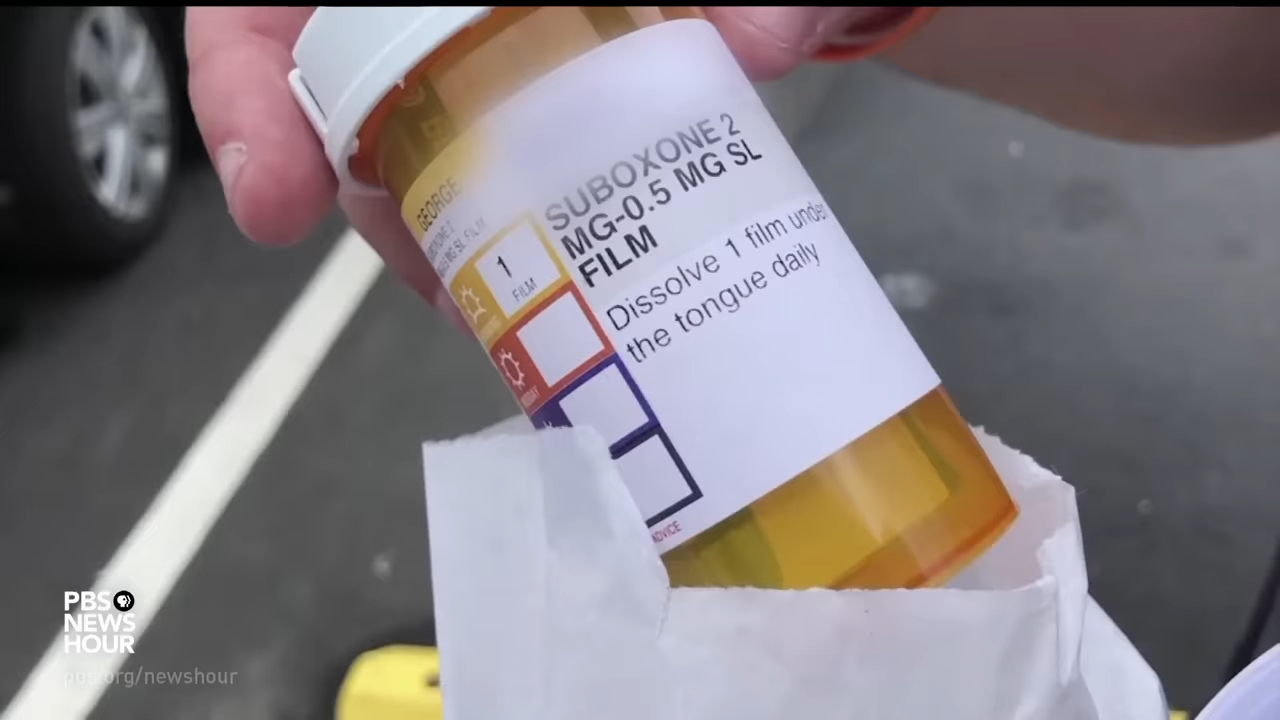 GEORGE
1
FILM
SUBOXONE 2
MG-0.5 MG SL
FILM
Dissolve 1 film under
the tongue daily
ADVICE
PBS
NEWS
HOUR
pbs.org/newshour